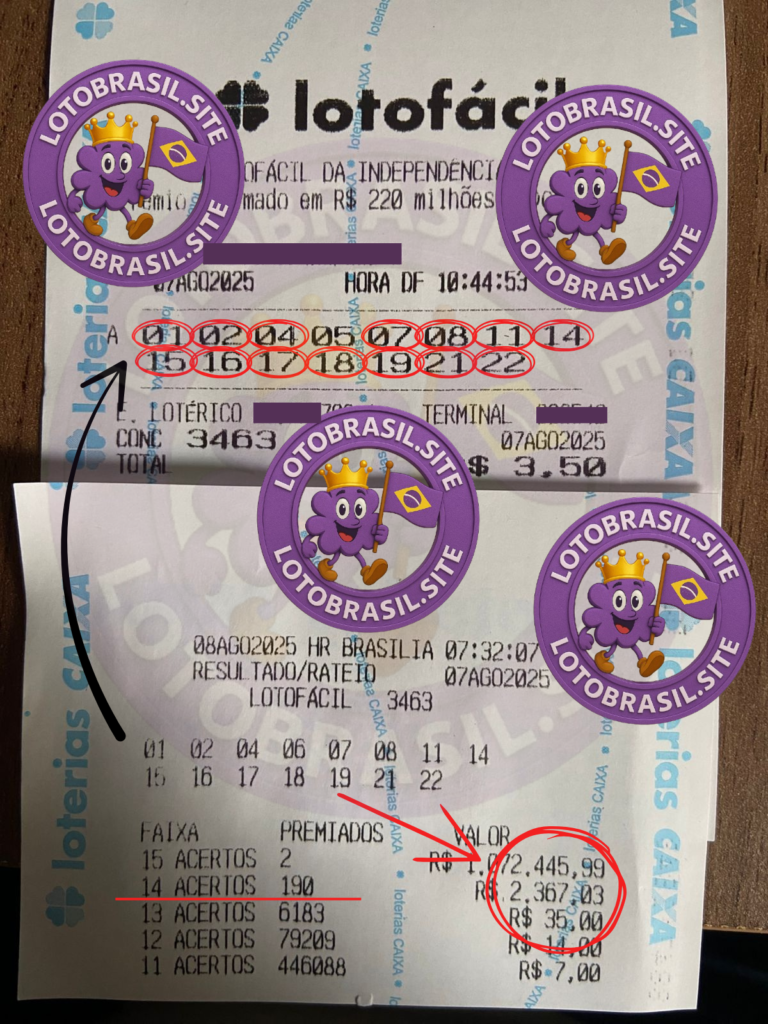 lotofácil
LOTOBRASIL.SITE
LOTOBRASIL.SITE
LOTOBRASIL.SITE
LOTOBRASIL.SITE
OFÁCIL DA INDEPENDÊNCI
mado em R$ 220 milhões
07AGO2025 HORA DF 10:44:53
A 01 02 04 05 07 08 11 14
15 16 17 18 19 21 22
E. LOTÉRICO TERMINAL
CONC 3463 07AGO2025
TOTAL $ 3,50
LOTOBRASIL.SITE
LOTOBRASIL.SITE
LOTOBRASIL.SITE
LOTOBRASIL.SITE
08AGO2025 HR BRASILIA 07:32:07
RESULTADO/RATEIO 07AGO2025
LOTOFÁCIL 3463
01 02 04 06 07 08 11 14
15 16 17 18 19 21 22
FAIXA PREMIADOS VALOR
15 ACERTOS 2 R$ 1.072.445,99
14 ACERTOS 190 R$ 2.367,03
13 ACERTOS 6183 R$ 35,00
12 ACERTOS 79209 R$ 14,00
11 ACERTOS 446088 R$ 7,00
loterias CAIXA
loterias CAIXA